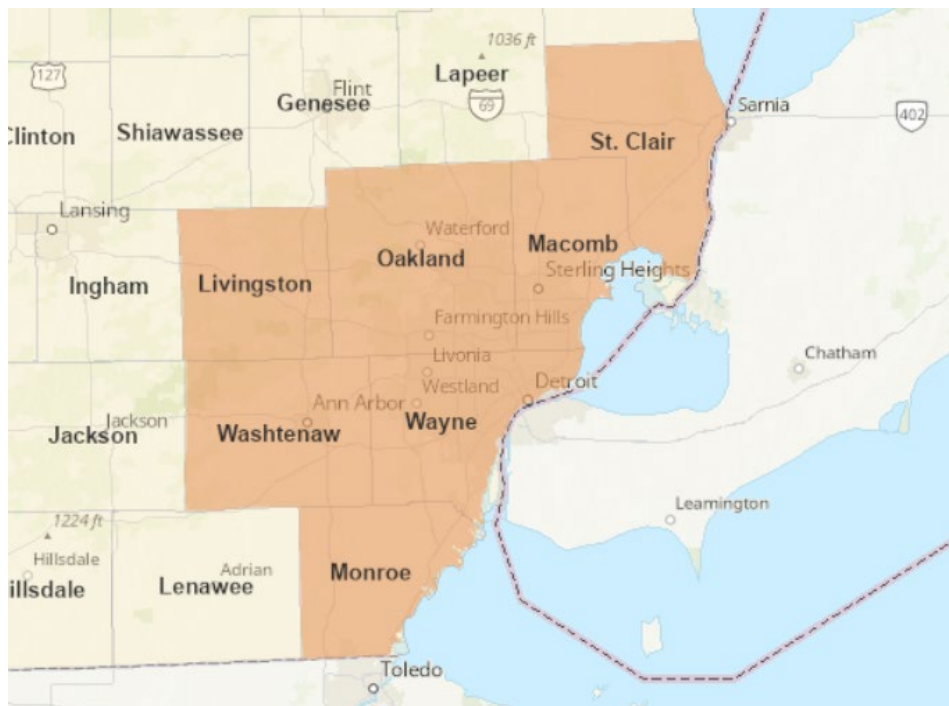 1036 ft
127
Lapeer
Flint
Genesee
69
Sarnia
402
Clinton
Shiawassee
St. Clair
Lansing
Waterford
Macomb
Oakland
Sterling Heights
Ingham
Livingston
Farmington Hills
Livonia
Chatham
Westland
Detroit
Ann Arbor
Jackson
Wayne
Jackson
Washtenaw
Leamington
1224 ft
Hillsdale
Adrian
Monroe
illsdale
Lenawee
Toledo